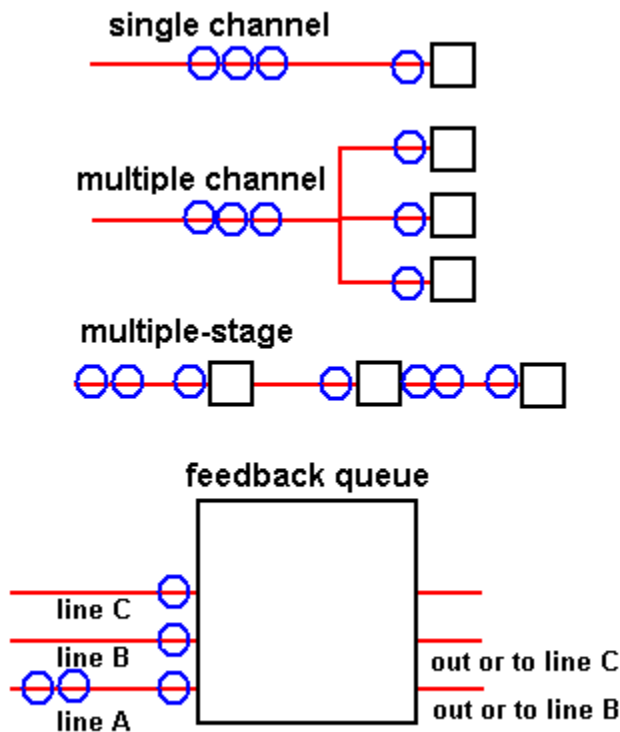 single channel
multiple channel
multiple-stage
feedback queue
line C
line B
out or to line C
line A
out or to line B